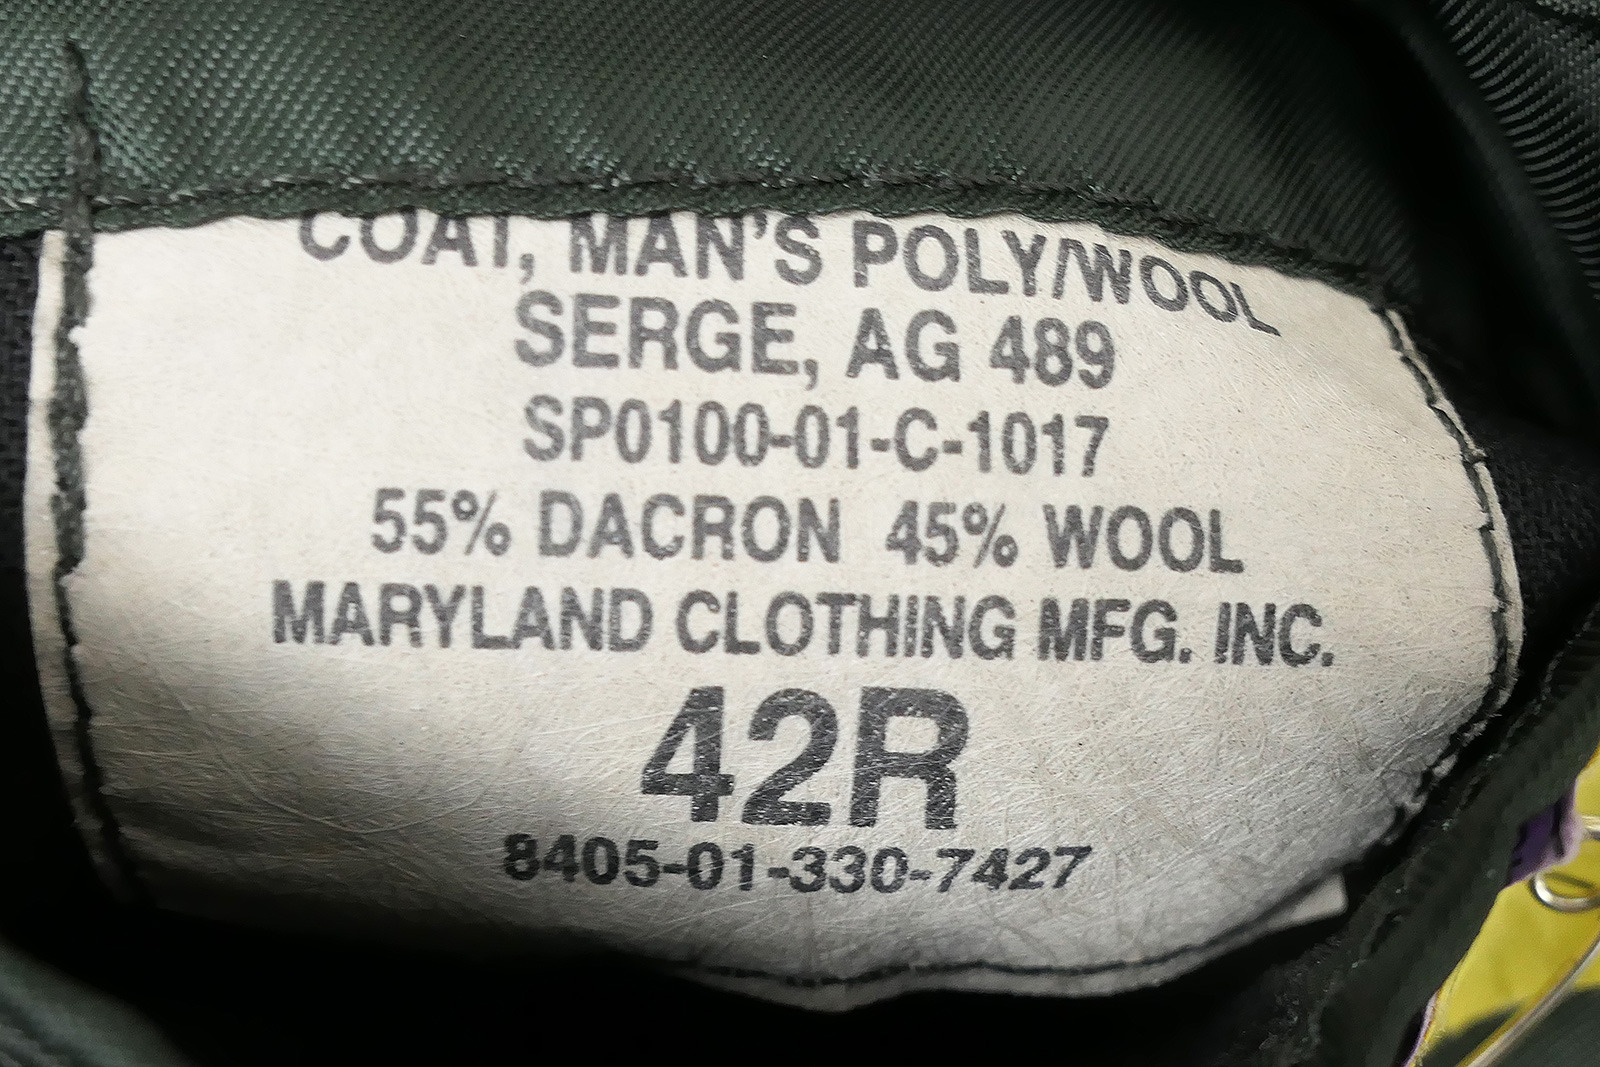 COAT, MAN'S POLY/WOOL
SERGE, AG 489
SP0100-01-C-1017
55% DACRON 45% WOOL
MARYLAND CLOTHING MFG. INC.
42R
8405-01-330-7427